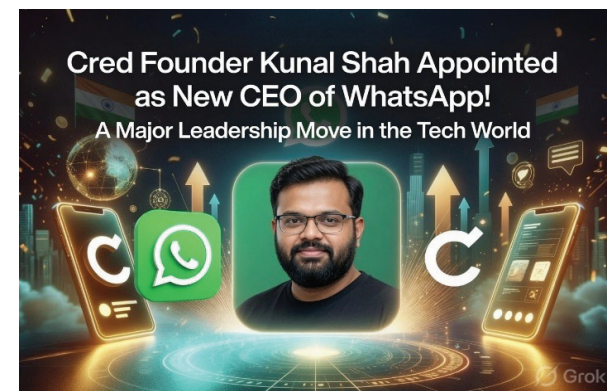 Cred Founder Kunal Shah Appointed
as New CEO of WhatsApp!
A Major Leadership Move in the Tech World
Grok